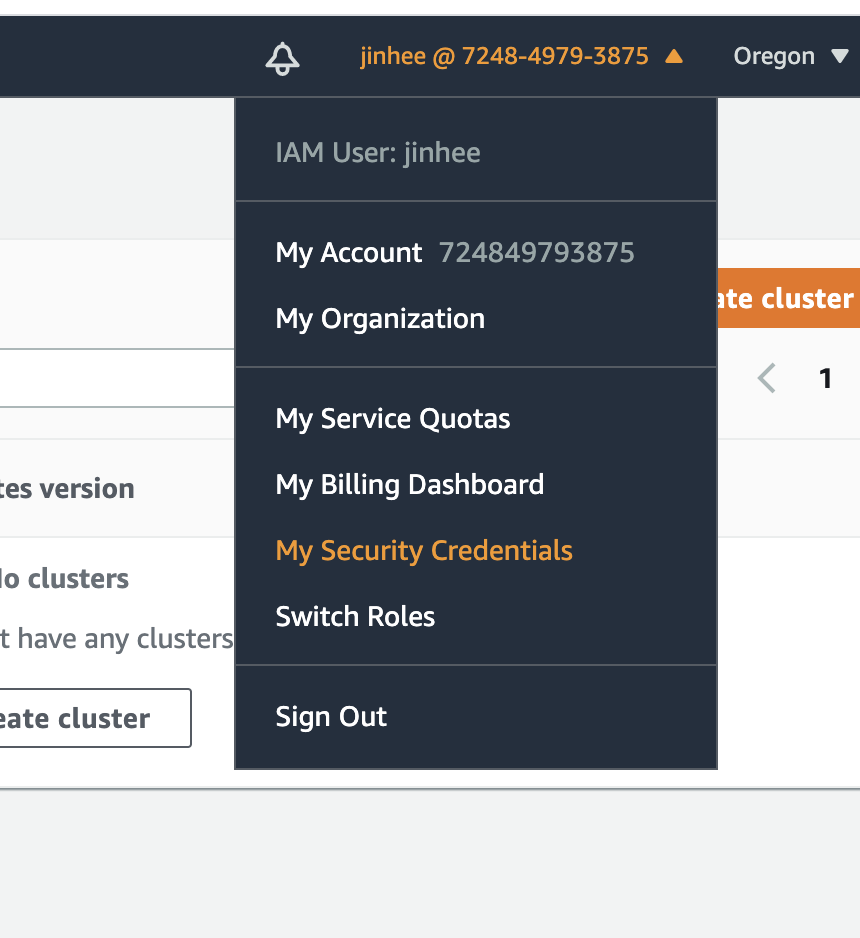 jinhee @ 7248-4979-3875 Oregon
IAM User: jinhee
My Account 724849793875
My Organization
ate cluster
1
My Service Quotas
My Billing Dashboard
tes version
My Security Credentials
o clusters
t have any clusters
Switch Roles
eate cluster
Sign Out